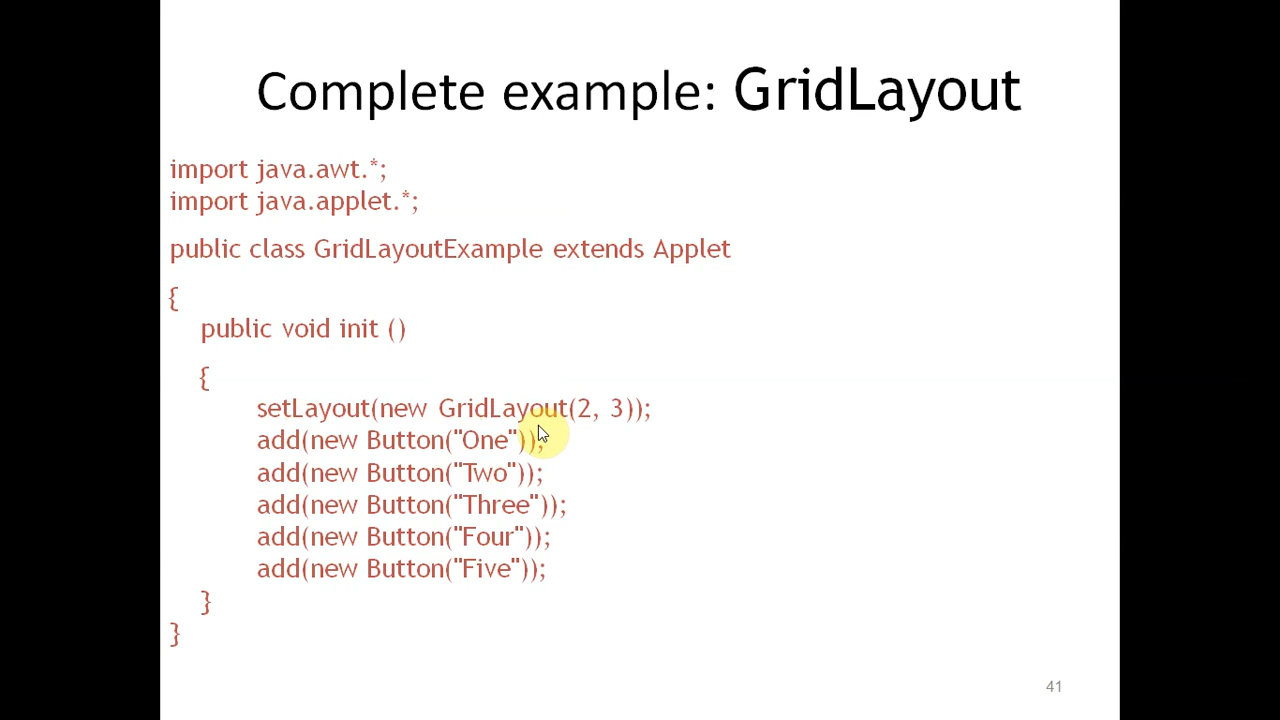 Complete example: GridLayout
import java.awt.*;
import java.applet.*;
public class GridLayoutExample extends Applet
{
public void init ()
{
setLayout(new GridLayout(2, 3));
add(new Button("One"));
add(new Button("Two"));
add(new Button("Three"));
add(new Button("Four"));
add(new Button("Five"));
}
}
41